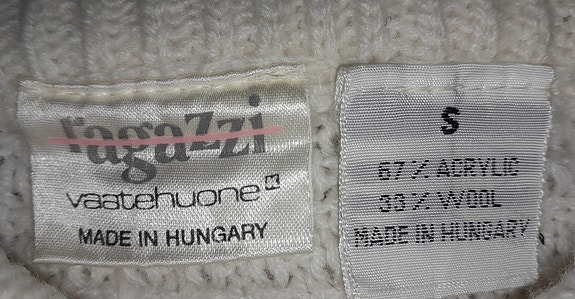 ragazzi
vaatehuone K
MADE IN HUNGARY
S
67% ACRYLIC
33% WOOL
MADE IN HUNGARY